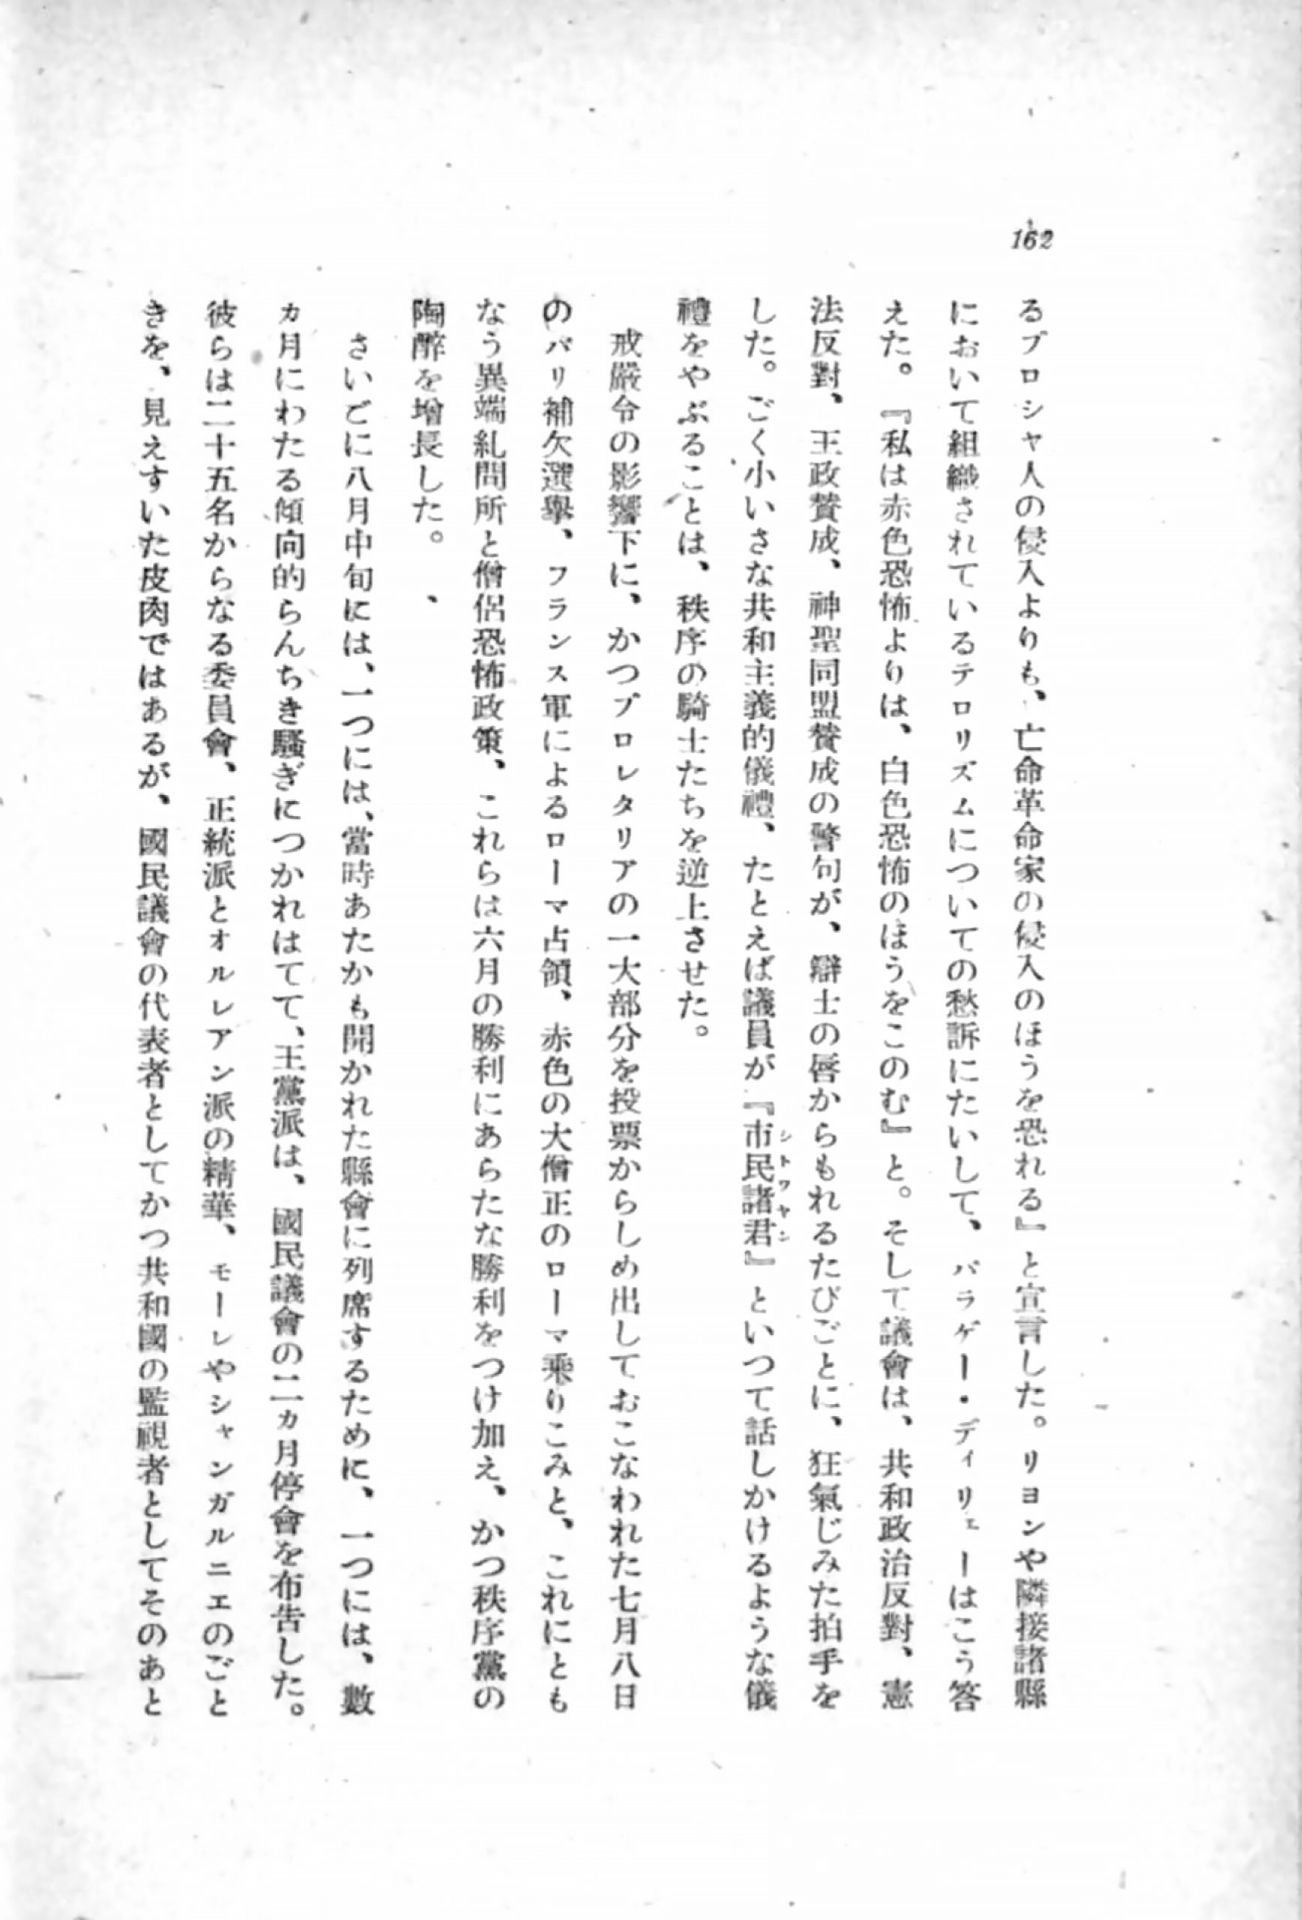 162
るプロシャ人の侵入よりも、亡命革命家の侵入のほうを恐れる』と宣言した。リヨンや隣接諸縣
において組織されているテロリズムについての愁訴にたいして、バラゲー・ディリェーはこう答
えた。『私は赤色恐怖よりは、白色恐怖のほうをこのむ』と。そして議會は、共和政治反對、憲
法反對、王政賛成、神聖同盟賛成の警句が、辯士の唇からもれるたびごとに、狂氣じみた拍手を
した。ごく小いさな共和主義的儀禮、たとえば議員が『市民諸君』といつて話しかけるような儀
シトワヤン
禮をやぶることは、秩序の騎士たちを逆上させた。
戒嚴令の影響下に、かつプロレタリアの一大部分を投票からしめ出しておこなわれた七月八日
のパリ補欠選擧、フランス軍によるローマ占領、赤色の大僧正のローマ乘りこみと、これにとも
なう異端糺問所と僧侶恐怖政策、これらは六月の勝利にあらたな勝利をつけ加え、かつ秩序黨の
陶醉を增長した。
さいごに八月中旬には、一つには、當時あたかも開かれた縣會に列席するために、一つには、數
ヵ月にわたる傾向的らんちき騷ぎにつかれはてて、王黨派は、國民議會の二ヵ月停會を布告した。
彼らは二十五名からなる委員會、正統派とオルレアン派の精華、モーレやシャンガルニエのごと
きを、見えすいた皮肉ではあるが、國民議會の代表者としてかつ共和國の監視者としてそのあと